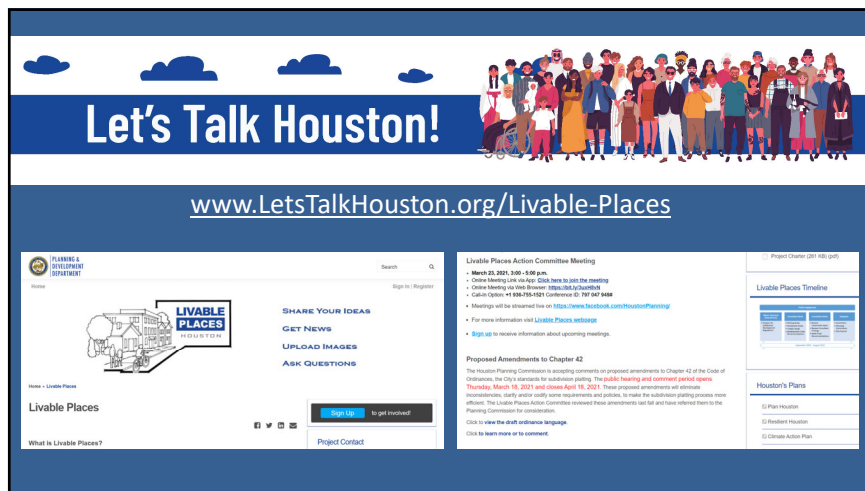 Let's Talk Houston!
www.LetsTalkHouston.org/Livable-Places
PLANNING &
DEVELOPMENT
DEPARTMENT
Search
Home
Sign In | Register
LIVABLE
PLACES
HOUSTON
SHARE YOUR IDEAS
GET NEWS
UPLOAD IMAGES
ASK QUESTIONS
Home » Livable Places
Livable Places
Sign Up to get involved!
What is Livable Places?
Project Contact
Livable Places Action Committee Meeting
March 23, 2021, 3:00 - 5:00 p.m.
Online Meeting Link via App: Click here to join the meeting
Online Meeting via Web Browser:
Call-in Option: +1 936-755-1521 Conference ID: 797 047 949#
Meetings will be streamed live on https://www.facebook.com/HoustonPlanning/
For more information visit Livable Places webpage
Sign up to receive information about upcoming meetings.
Proposed Amendments to Chapter 42
The Houston Planning Commission is accepting comments on proposed amendments to Chapter 42 of the Code of
Ordinances, the City's standards for subdivision platting. The public hearing and comment period opens
Thursday, March 18, 2021 and closes April 18, 2021. These proposed amendments will eliminate
inconsistencies, clarify and/or codify some requirements and policies, to make the subdivision platting process more
efficient. The Livable Places Action Committee reviewed these amendments last fall and have referred them to the
Planning Commission for consideration.
Click to view the draft ordinance language.
Click to learn more or to comment.
Project Charter (281 KB) (pdf)
Livable Places Timeline
Houston's Plans
Plan Houston
Resilient Houston
Climate Action Plan